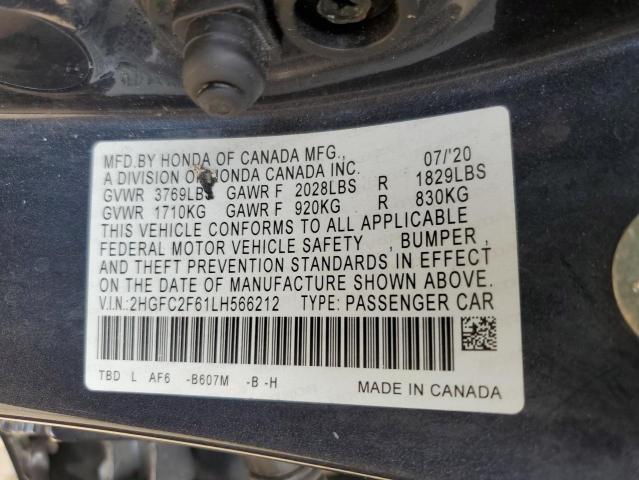 MFD.BY HONDA OF CANADA MFG., 07/'20
A DIVISION OF HONDA CANADA INC.
GVWR 3769LBS GAWR F 2028LBS R 1829LBS
GVWR 1710KG GAWR F 920KG R 830KG
THIS VEHICLE CONFORMS TO ALL APPLICABLE
FEDERAL MOTOR VEHICLE SAFETY , BUMPER ,
AND THEFT PREVENTION STANDARDS IN EFFECT
ON THE DATE OF MANUFACTURE SHOWN ABOVE.
V.I.N.:2HGFC2F61LH566212 TYPE: PASSENGER CAR
TBD L AF6 -B607M -B -H
MADE IN CANADA